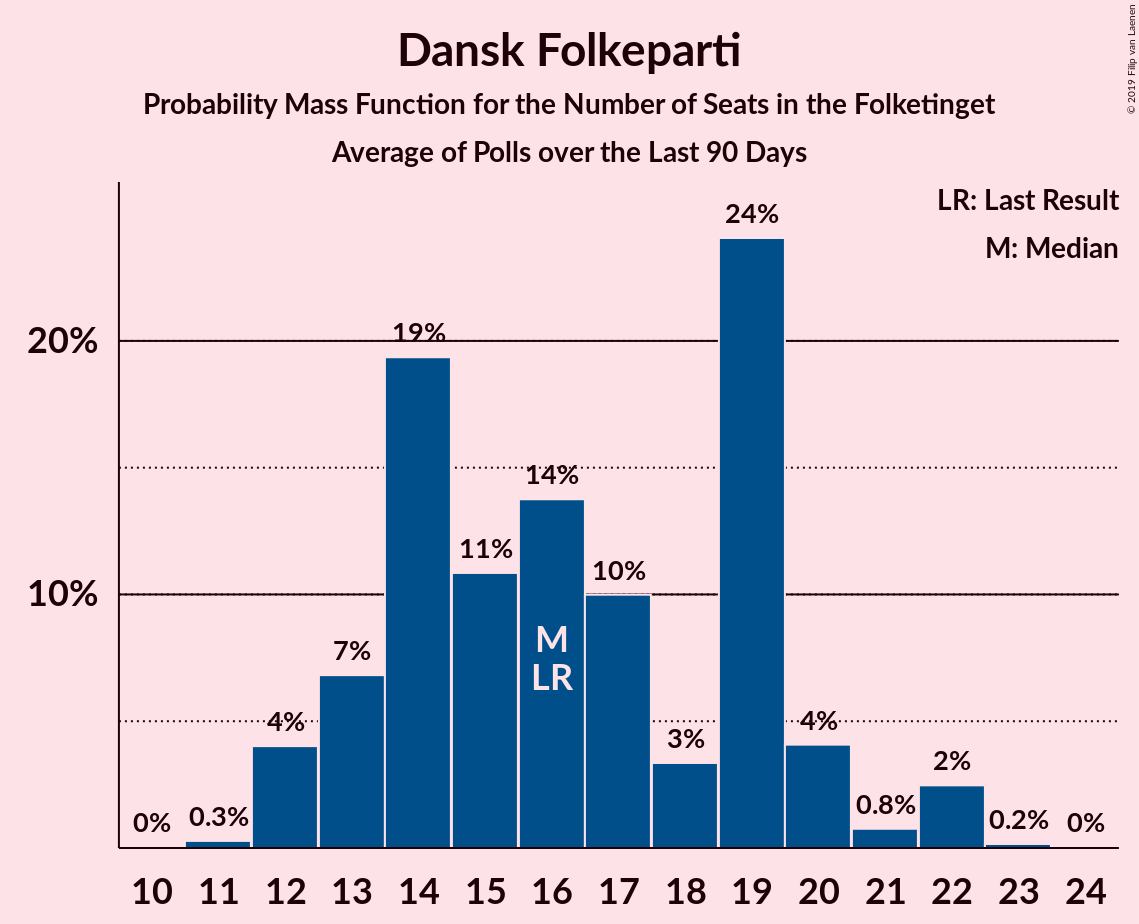 Dansk Folkeparti
Probability Mass Function for the Number of Seats in the Folketinget
Average of Polls over the Last 90 Days
© 2019 Filip van Laenen
LR: Last Result
M: Median
20%
10%
0%
0.3%
4%
7%
19%
11%
14%
10%
3%
24%
4%
0.8%
2%
0.2%
0%
M
LR
10 11 12 13 14 15 16 17 18 19 20 21 22 23 24